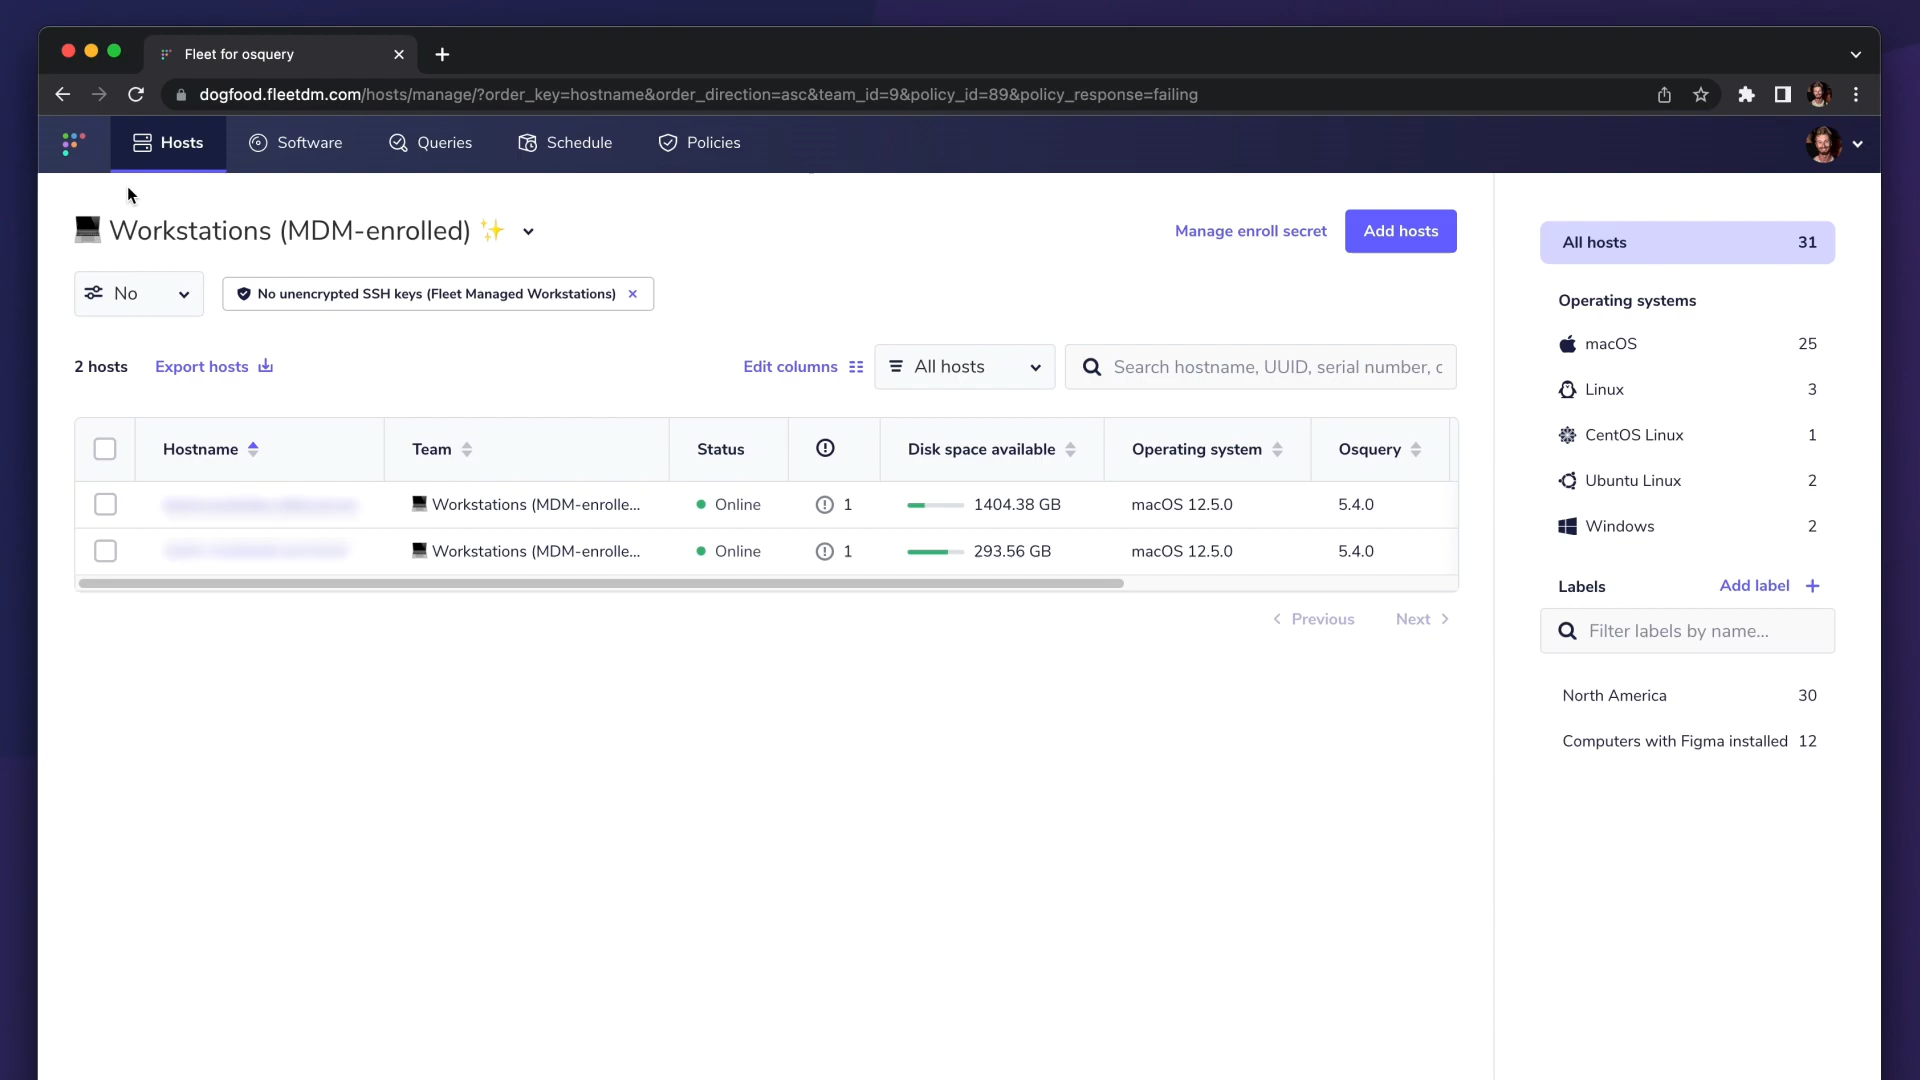 Fleet for osquery
dogfood.fleetdm.com/hosts/manage/?order_key=hostname&order_direction=asc&team_id=9&policy_id=89&policy_response=failing
Hosts
Software
Queries
Schedule
Policies
Workstations (MDM-enrolled)
Manage enroll secret
Add hosts
No
No unencrypted SSH keys (Fleet Managed Workstations)
2 hosts
Export hosts
Edit columns
All hosts
Search hostname, UUID, serial number, c
Hostname
Team
Status
Disk space available
Operating system
Osquery
Workstations (MDM-enrolle...
Online
1
1404.38 GB
macOS 12.5.0
5.4.0
Workstations (MDM-enrolle...
Online
1
293.56 GB
macOS 12.5.0
5.4.0
Previous
Next
All hosts 31
Operating systems
macOS 25
Linux 3
CentOS Linux 1
Ubuntu Linux 2
Windows 2
Labels
Add label +
Filter labels by name...
North America 30
Computers with Figma installed 12